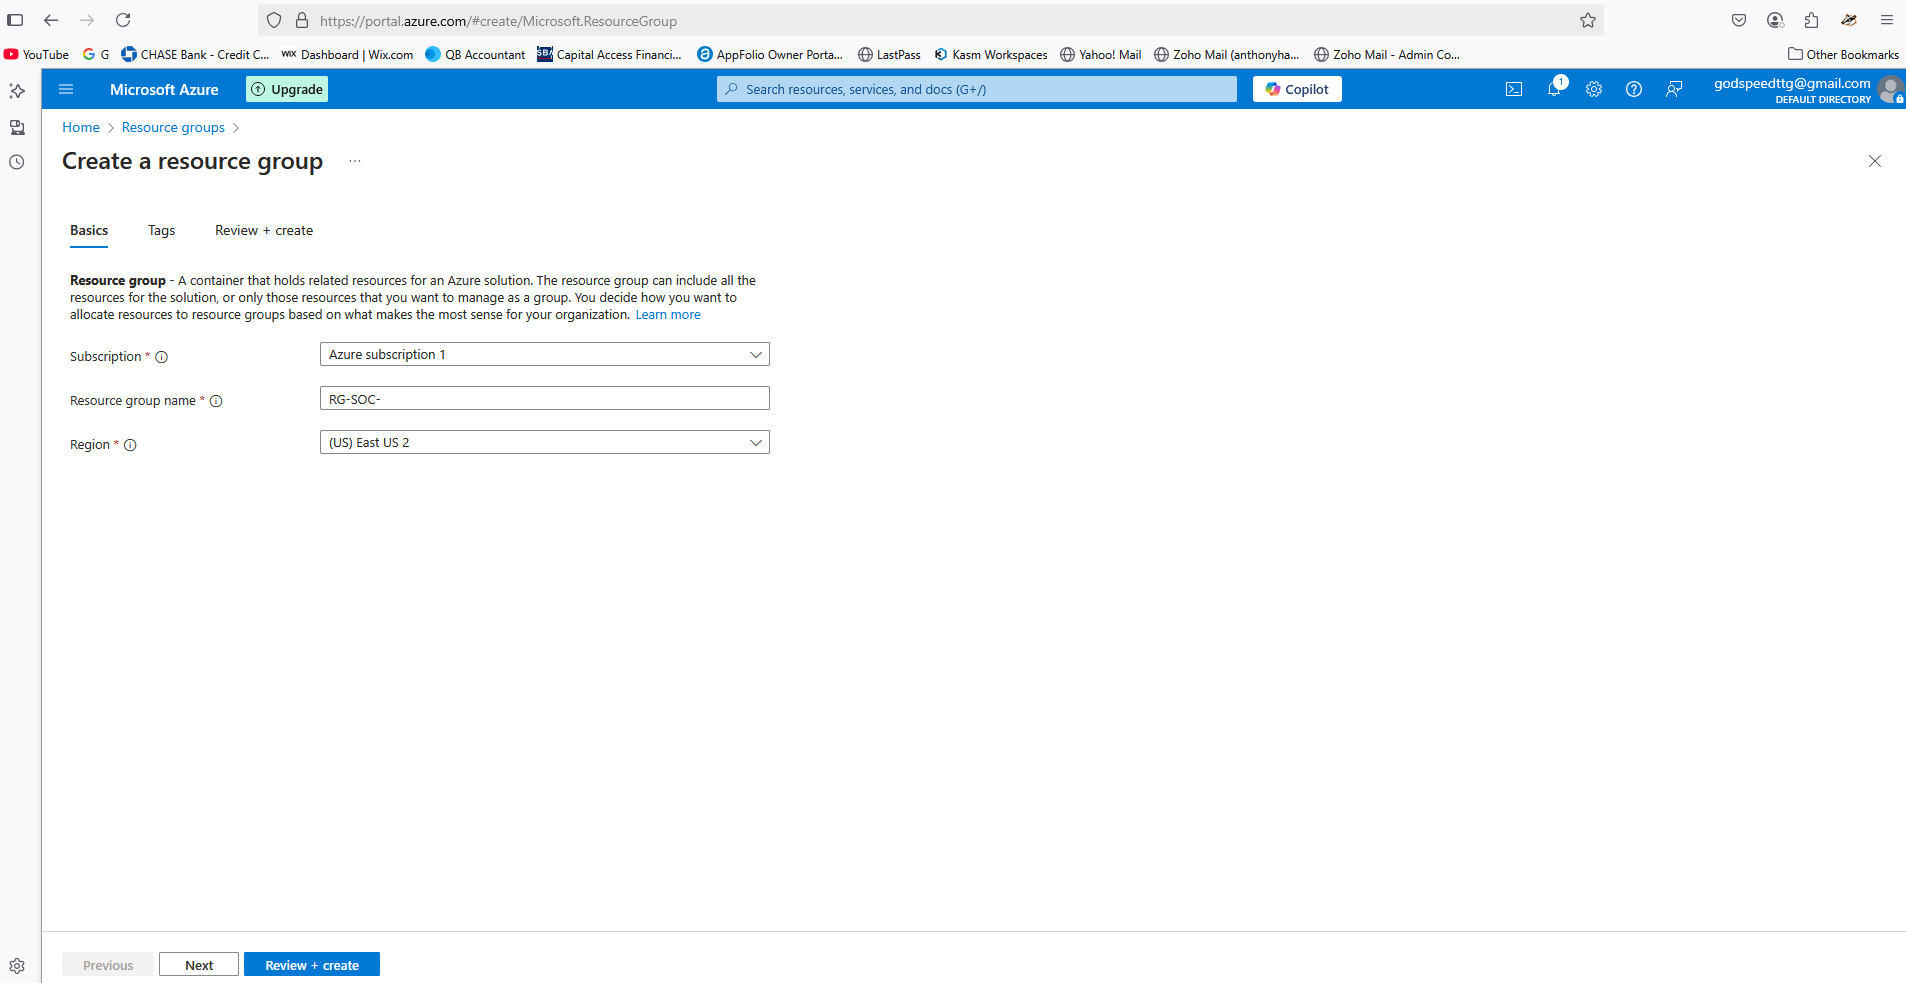 https://portal.azure.com/#create/Microsoft.ResourceGroup
YouTube G CHASE Bank - Credit C... WIX Dashboard | Wix.com QB Accountant SBA Capital Access Financi... AppFolio Owner Porta... LastPass Kasm Workspaces Yahoo! Mail Zoho Mail (anthonyha... Zoho Mail - Admin Co... Other Bookmarks
Microsoft Azure Upgrade Search resources, services, and docs (G+/) Copilot 1 godspeedttg@gmail.com
DEFAULT DIRECTORY
Home > Resource groups >
Create a resource group ...
Basics Tags Review + create
Resource group - A container that holds related resources for an Azure solution. The resource group can include all the
resources for the solution, or only those resources that you want to manage as a group. You decide how you want to
allocate resources to resource groups based on what makes the most sense for your organization. Learn more
Subscription * Azure subscription 1
Resource group name * RG-SOC-
Region * (US) East US 2
Previous Next Review + create